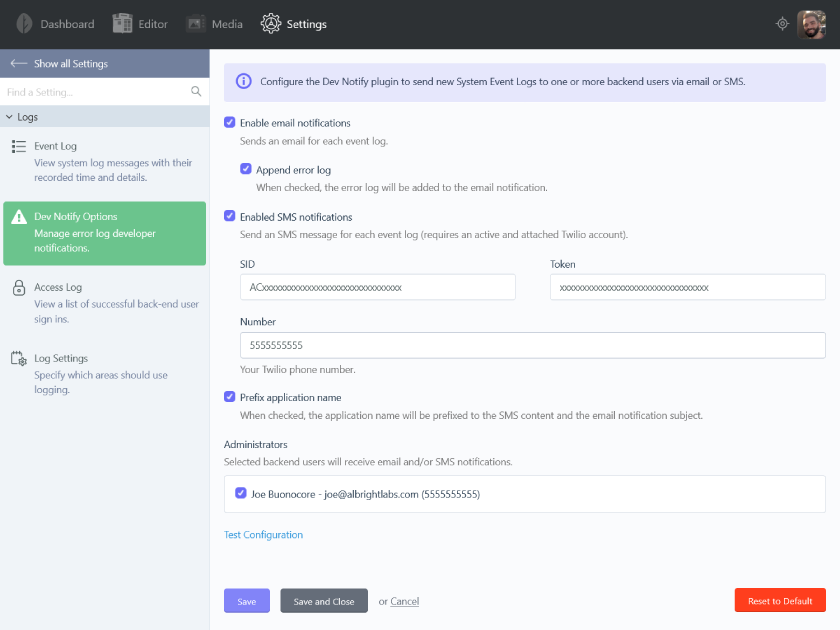 Dashboard
Editor
Media
Settings
Show all Settings
Find a Setting...
Logs
Event Log
View system log messages with their
recorded time and details.
Dev Notify Options
Manage error log developer
notifications.
Access Log
View a list of successful back-end user
sign ins.
Log Settings
Specify which areas should use
logging.
Configure the Dev Notify plugin to send new System Event Logs to one or more backend users via email or SMS.
Enable email notifications
Sends an email for each event log.
Append error log
When checked, the error log will be added to the email notification.
Enabled SMS notifications
Send an SMS message for each event log (requires an active and attached Twilio account).
SID
Token
ACxxxxxxxxxxxxxxxxxxxxxxxxxxxxxxxx
xxxxxxxxxxxxxxxxxxxxxxxxxxxxxxxxxx
Number
5555555555
Your Twilio phone number.
Prefix application name
When checked, the application name will be prefixed to the SMS content and the email notification subject.
Administrators
Selected backend users will receive email and/or SMS notifications.
Joe Buonocore - joe@albrightlabs.com (5555555555)
Test Configuration
Save
Save and Close
or Cancel
Reset to Default